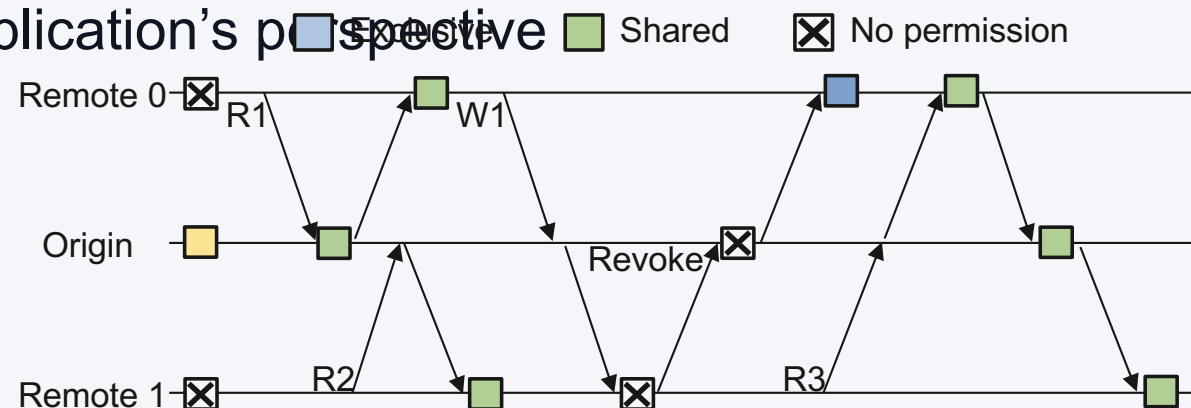 plication's perspective
Exclusive
Shared
No permission
Remote 0
R1
W1
Origin
Revoke
R2
R3
Remote 1